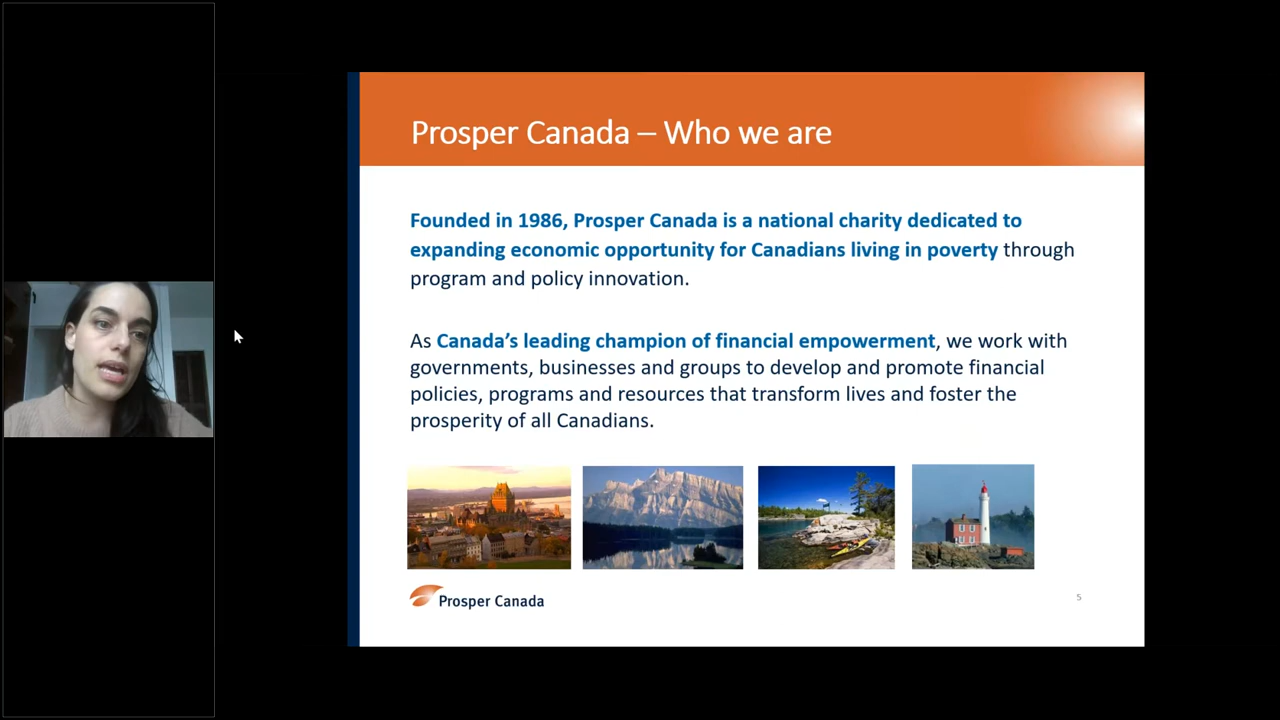 Prosper Canada – Who we are
Founded in 1986, Prosper Canada is a national charity dedicated to
expanding economic opportunity for Canadians living in poverty through
program and policy innovation.
As Canada’s leading champion of financial empowerment, we work with
governments, businesses and groups to develop and promote financial
policies, programs and resources that transform lives and foster the
prosperity of all Canadians.
Prosper Canada
5